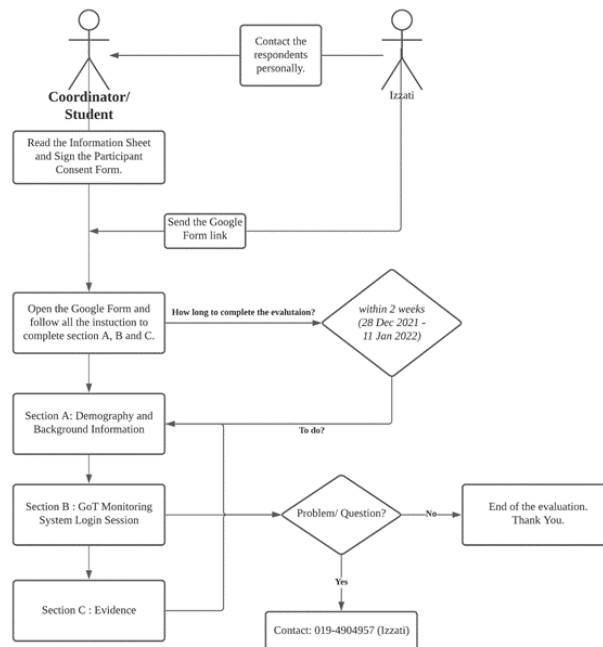 Contact the
respondents
personally.
Coordinator/
Student
Izzati
Read the Information Sheet
and Sign the Participant
Consent Form.
Send the Google
Form link
Open the Google Form and
follow all the instuction to
complete section A, B and C.
How long to complete the evalutaion?
within 2 weeks
(28 Dec 2021 -
11 Jan 2022)
Section A: Demography and
Background Information
To do?
Section B : GoT Monitoring
System Login Session
Problem/ Question?
No
End of the evaluation.
Thank You.
Yes
Section C : Evidence
Contact: 019-4904957 (Izzati)